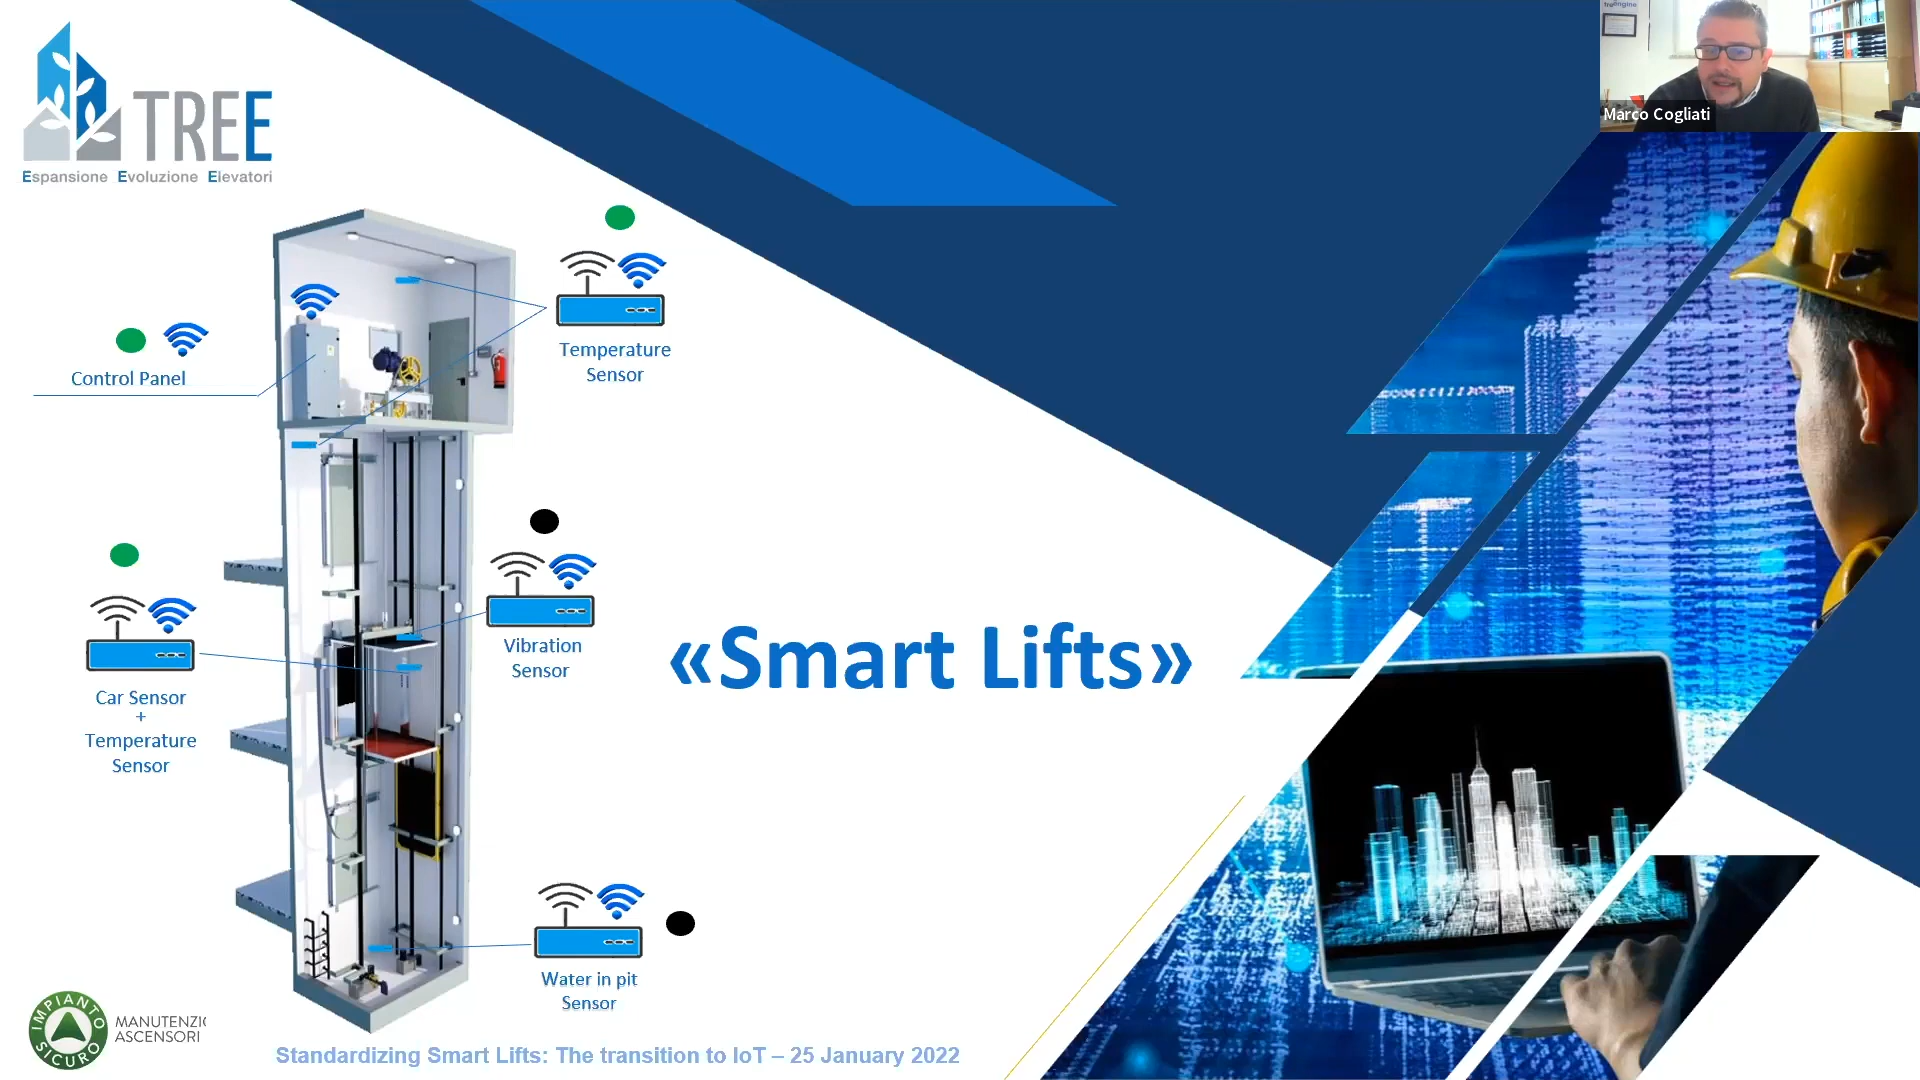 TREE
Espansione Evoluzione Elevatori
Marco Cogliati
Temperature
Sensor
Control Panel
Vibration
Sensor
Car Sensor
+
Temperature
Sensor
«Smart Lifts»
Water in pit
Sensor
IMPIANTO
SICURO
MANUTENZI
ASCENSORI
Standardizing Smart Lifts: The transition to IoT – 25 January 2022